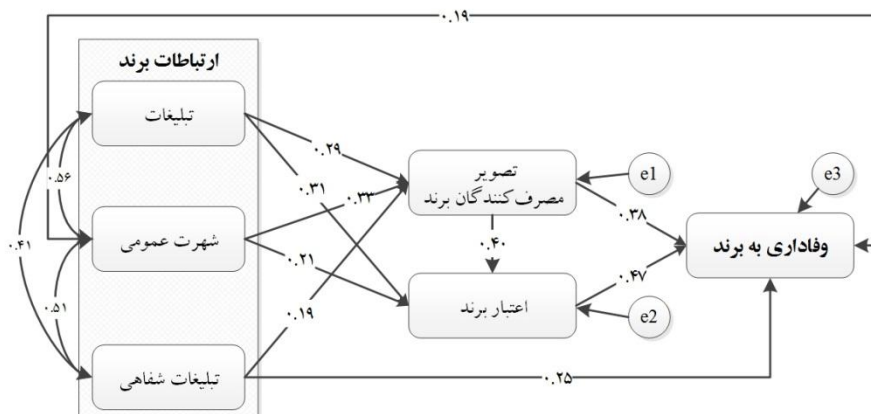 ۰.۱۹
ارتباطات برند
تبلیغات
۰.۲۹
تصویر
مصرف‌کنندگان برند
e1
e3
۰.۵۶
۰.۳۱
۰.۳۳
۰.۳۸
۰.۴۱
شهرت عمومی
۰.۴۰
وفاداری به برند
۰.۲۱
۰.۴۷
۰.۵۱
۰.۱۹
اعتبار برند
e2
تبلیغات شفاهی
۰.۲۵